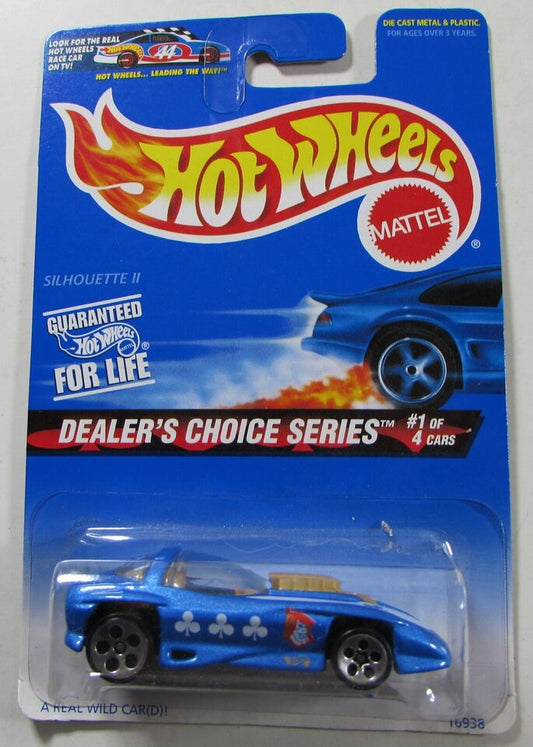 LOOK FOR THE REAL
HOT WHEELS
RACE CAR
ON TV!
44
HOT WHEELS... LEADING THE WAY!™
DIE CAST METAL & PLASTIC.
FOR AGES OVER 3 YEARS.
HOT WHEELS
MATTEL
®
SILHOUETTE II
GUARANTEED
Hot Wheels
®
FOR LIFE
DEALER'S CHOICE SERIES™
#1 OF
4 CARS
A REAL WILD CAR(D)!
16938